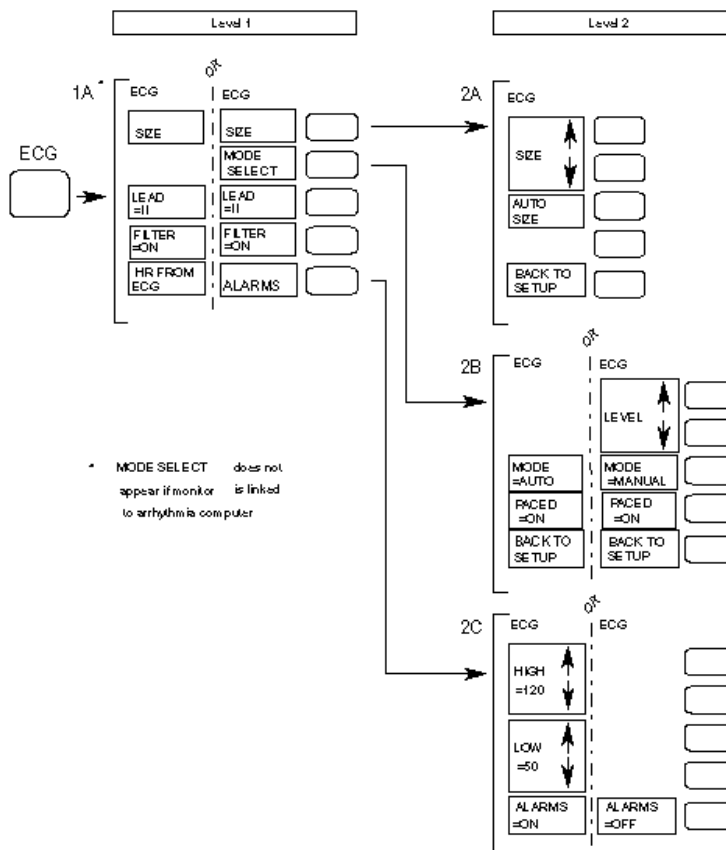 Level 1
Level 2
1A *
OR
ECG
ECG
SIZE
SIZE
MODE
SELECT
LEAD
=II
LEAD
=II
FILTER
=ON
FILTER
=ON
HR FROM
ECG
ALARMS
ECG
2A
ECG
SIZE
AUTO
SIZE
BACK TO
SETUP
OR
2B
ECG
ECG
LEVEL
MODE
=AUTO
MODE
=MANUAL
PACED
=ON
PACED
=ON
BACK TO
SETUP
BACK TO
SETUP
* MODE SELECT does not
appear if monitor is linked
to arrhythmia computer
OR
2C
ECG
ECG
HIGH
=120
LOW
=50
ALARMS
=ON
ALARMS
=OFF